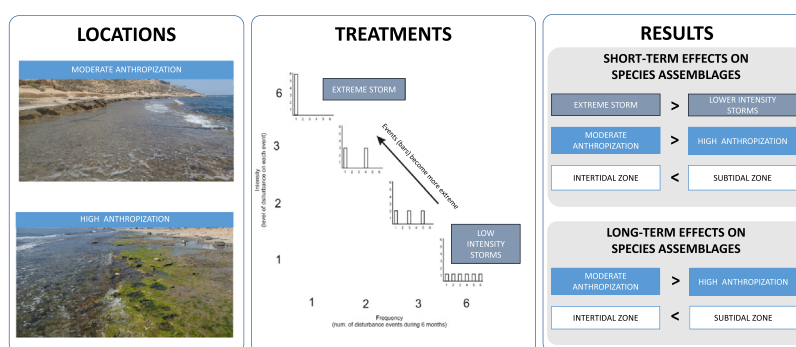 LOCATIONS
MODERATE ANTHROPIZATION
HIGH ANTHROPIZATION
TREATMENTS
Intensity
(level of disturbance on each event)
6
3
2
1
EXTREME STORM
Events (bars) become more extreme
LOW
INTENSITY
STORMS
1 2 3 6
Frequency
(num. of disturbance events during 6 months)
RESULTS
SHORT-TERM EFFECTS ON
SPECIES ASSEMBLAGES
EXTREME STORM > LOWER INTENSITY
STORMS
MODERATE
ANTHROPIZATION > HIGH ANTHROPIZATION
INTERTIDAL ZONE < SUBTIDAL ZONE
LONG-TERM EFFECTS ON
SPECIES ASSEMBLAGES
MODERATE
ANTHROPIZATION > HIGH ANTHROPIZATION
INTERTIDAL ZONE < SUBTIDAL ZONE